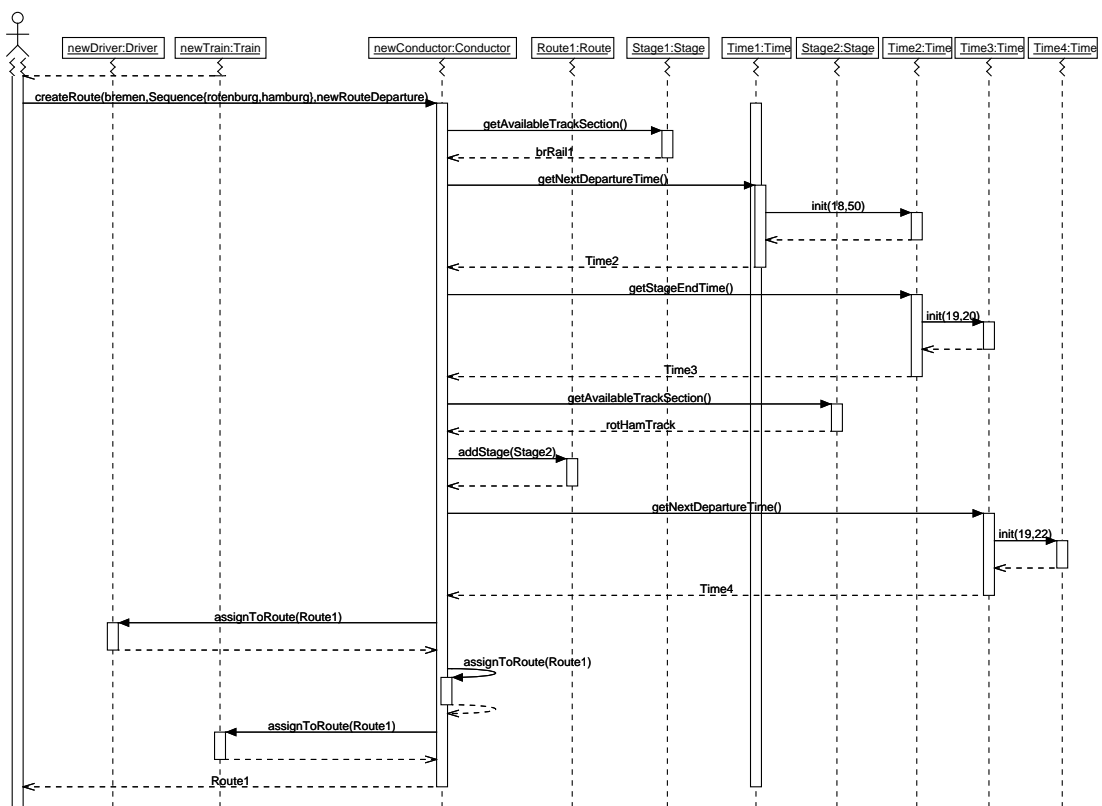 newDriver:Driver
newTrain:Train
newConductor:Conductor
Route1:Route
Stage1:Stage
Time1:Time
Stage2:Stage
Time2:Time
Time3:Time
Time4:Time
createRoute(bremen,Sequence{rotenburg,hamburg},newRouteDeparture)
getAvailableTrackSection()
brRail1
getNextDepartureTime()
init(18,50)
Time2
getStageEndTime()
init(19,20)
Time3
getAvailableTrackSection()
rotHamTrack
addStage(Stage2)
getNextDepartureTime()
init(19,22)
Time4
assignToRoute(Route1)
assignToRoute(Route1)
assignToRoute(Route1)
Route1